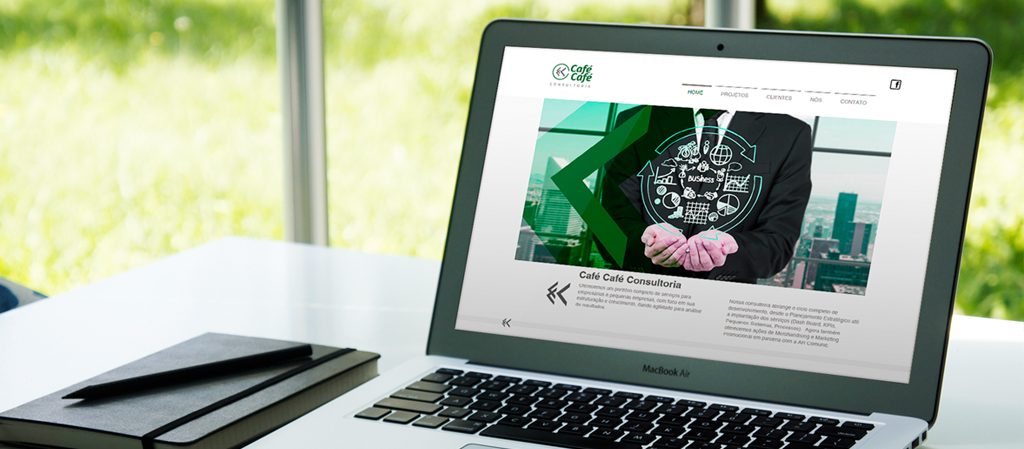 Café
Café
CONSULTORIA
HOME PROJETOS CLIENTES NÓS CONTATO
f
BUSINESS
Café Café Consultoria
Oferecemos um portfólio completo de serviços para
empresários e pequenas empresas, com foco em sua
estruturação e crescimento, dando agilidade para análise
de resultados.
Nossa consultoria abrange o ciclo completo de
desenvolvimento, desde o Planejamento Estratégico até
a implantação dos serviços (Dash Board, KPIs,
Pequenos Sistemas, Processos). Agora também
oferecemos ações de Merchandising e Marketing
Promocional em parceria com a AH Comunic.
MacBook Air